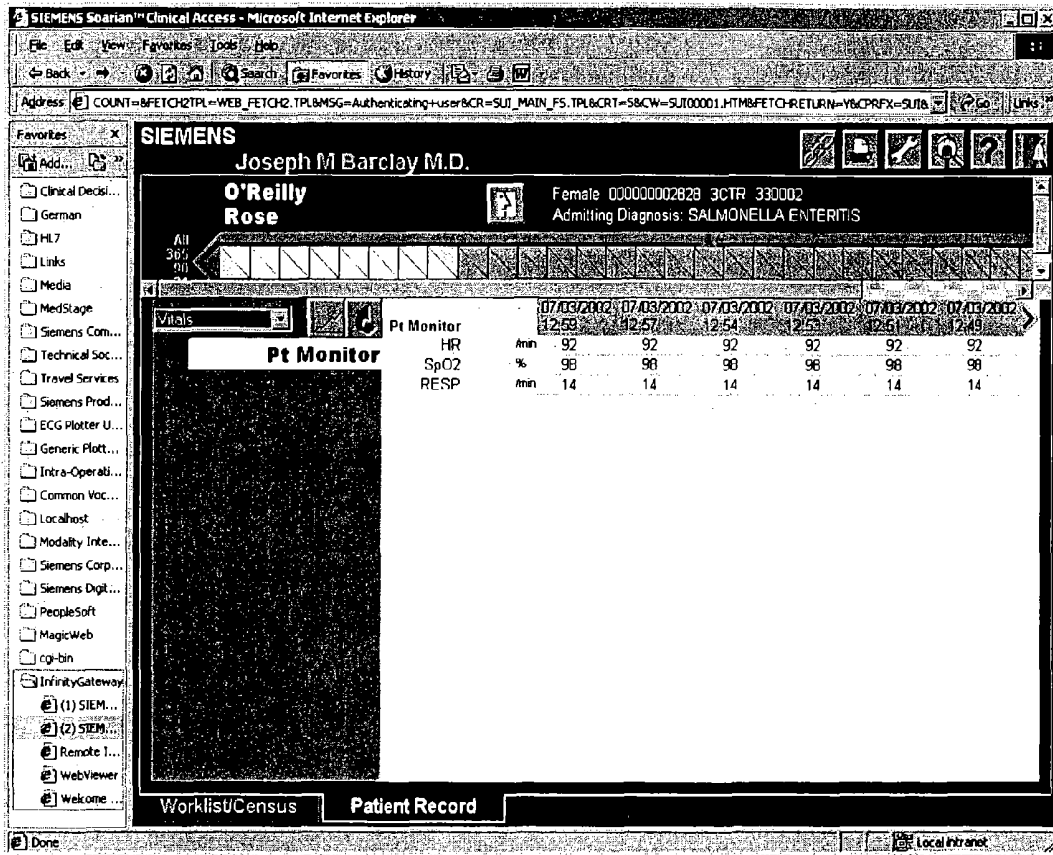 SIEMENS Soarian™ Clinical Access - Microsoft Internet Explorer
File Edit View Favorites Tools Help
Back Search Favorites History
Address COUNT=&FETCH2TPL=WEB_FETCH2.TPL&MSG=Authenticating+user&CR=SUI_MAIN_FS.TPL&CRT=S&CW=SUI00001.HTM&FETCHRETURN=Y&CPRFX=SUI& Go Links »
Favorites x
Add... »
Clinical Decisi...
German
HL7
Links
Media
MedStage
Siemens Com...
Technical Soc...
Travel Services
Siemens Prod...
ECG Plotter U...
Generic Plott...
Intra-Operati...
Common Voc...
Localhost
Modality Inte...
Siemens Corp...
Siemens Digit...
PeopleSoft
MagicWeb
cgi-bin
InfinityGateway
(1) SIEM...
(2) SIEM...
Remote I...
WebViewer
Welcome ...
SIEMENS
Joseph M Barclay M.D.
O'Reilly
Rose
Female 000000002828 3CTR 330002
Admitting Diagnosis: SALMONELLA ENTERITIS
All
365
90
Vitals
Pt Monitor
Pt Monitor 07/03/2002 07/03/2002 07/03/2002 07/03/2002 07/03/2002 07/03/2002
12:59 12:57 12:54 12:53 12:51 12:49
HR /min 92 92 92 92 92 92
SpO2 % 98 98 98 98 98 98
RESP /min 14 14 14 14 14 14
Worklist/Census Patient Record
Done Local intranet